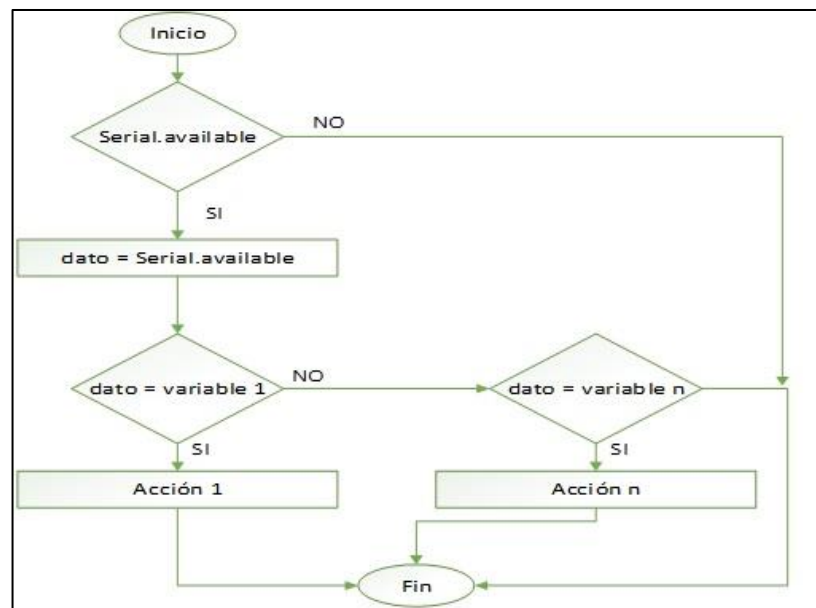 Inicio
Serial.available
NO
SI
dato = Serial.available
dato = variable 1
NO
dato = variable n
SI
SI
Acción 1
Acción n
Fin